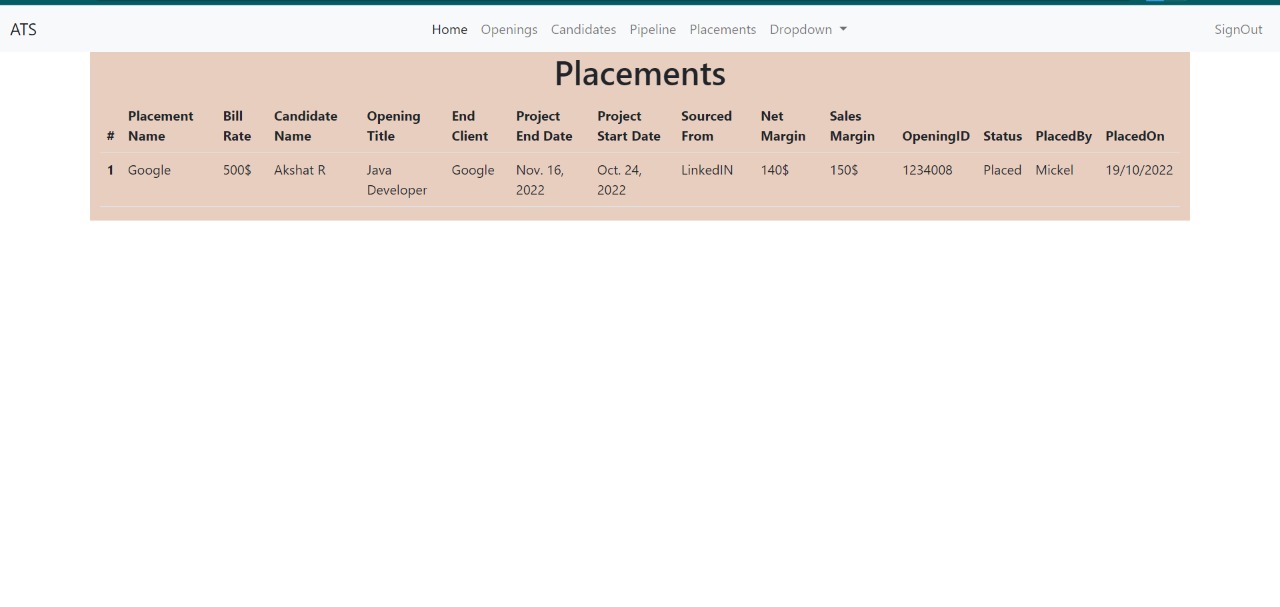 ATS Home Openings Candidates Pipeline Placements Dropdown SignOut
Placements
# Placement Name Bill Rate Candidate Name Opening Title End Client Project End Date Project Start Date Sourced From Net Margin Sales Margin OpeningID Status PlacedBy PlacedOn
1 Google 500$ Akshat R Java Developer Google Nov. 16, 2022 Oct. 24, 2022 LinkedIN 140$ 150$ 1234008 Placed Mickel 19/10/2022